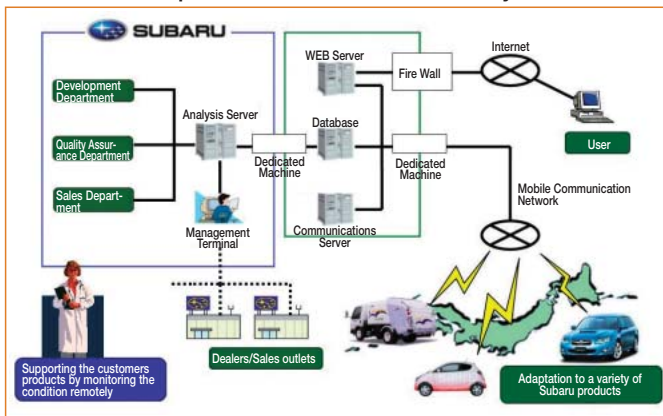 SUBARU
Development
Department
Quality Assur-
ance Department
Sales Depart-
ment
Analysis Server
Management
Terminal
Dedicated
Machine
WEB Server
Database
Communications
Server
Fire Wall
Dedicated
Machine
Internet
User
Mobile Communication
Network
Dealers/Sales outlets
Supporting the customers
products by monitoring the
condition remotely
Adaptation to a variety of
Subaru products